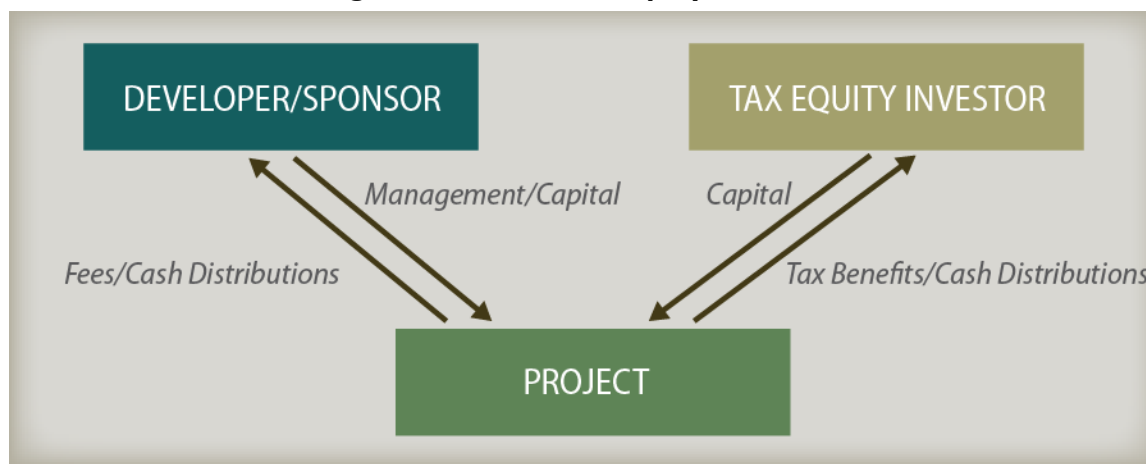 DEVELOPER/SPONSOR
TAX EQUITY INVESTOR
Management/Capital
Capital
Fees/Cash Distributions
Tax Benefits/Cash Distributions
PROJECT